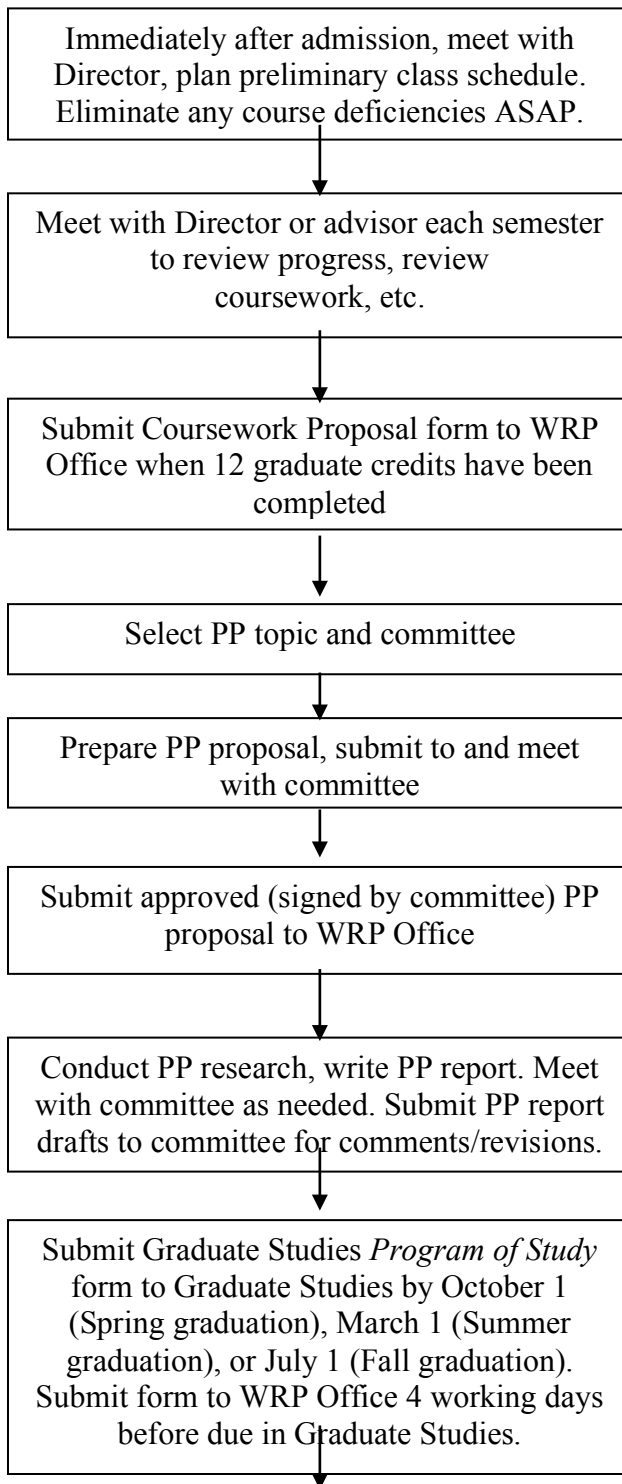 Immediately after admission, meet with
Director, plan preliminary class schedule.
Eliminate any course deficiencies ASAP.
Meet with Director or advisor each semester
to review progress, review
coursework, etc.
Submit Coursework Proposal form to WRP
Office when 12 graduate credits have been
completed
Select PP topic and committee
Prepare PP proposal, submit to and meet
with committee
Submit approved (signed by committee) PP
proposal to WRP Office
Conduct PP research, write PP report. Meet
with committee as needed. Submit PP report
drafts to committee for comments/revisions.
Submit Graduate Studies Program of Study
form to Graduate Studies by October 1
(Spring graduation), March 1 (Summer
graduation), or July 1 (Fall graduation).
Submit form to WRP Office 4 working days
before due in Graduate Studies.